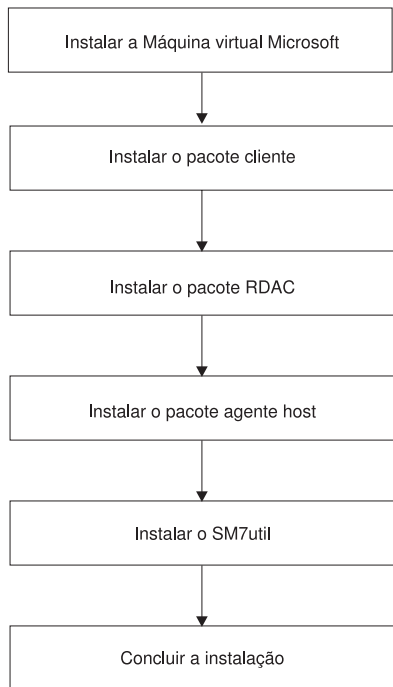 Instalar a Máquina virtual Microsoft
Instalar o pacote cliente
Instalar o pacote RDAC
Instalar o pacote agente host
Instalar o SM7util
Concluir a instalação